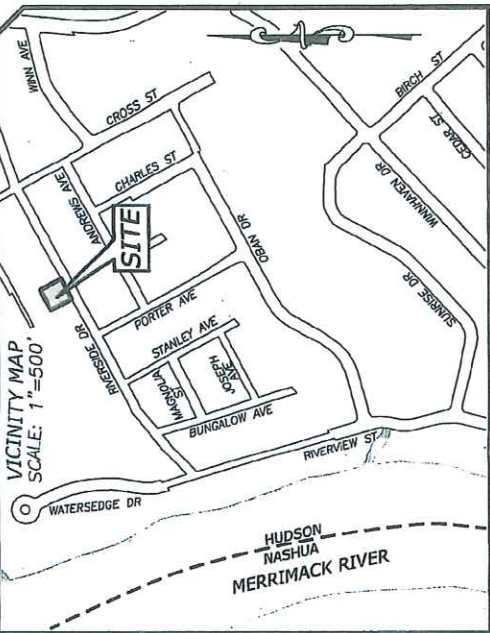 WINN AVE
CROSS ST
BIRCH ST
CEDAR ST
WINNHAVEN DR
CHARLES ST
ANDREWS AVE
SITE
OBAN DR
SUNRISE DR
PORTER AVE
RIVERSIDE DR
STANLEY AVE
MAGNOLIA
ST
JOSEPH
AVE
BUNGALOW AVE
RIVERVIEW ST
VICINITY MAP
SCALE: 1"=500'
WATERSEDGE DR
HUDSON
NASHUA
MERRIMACK RIVER